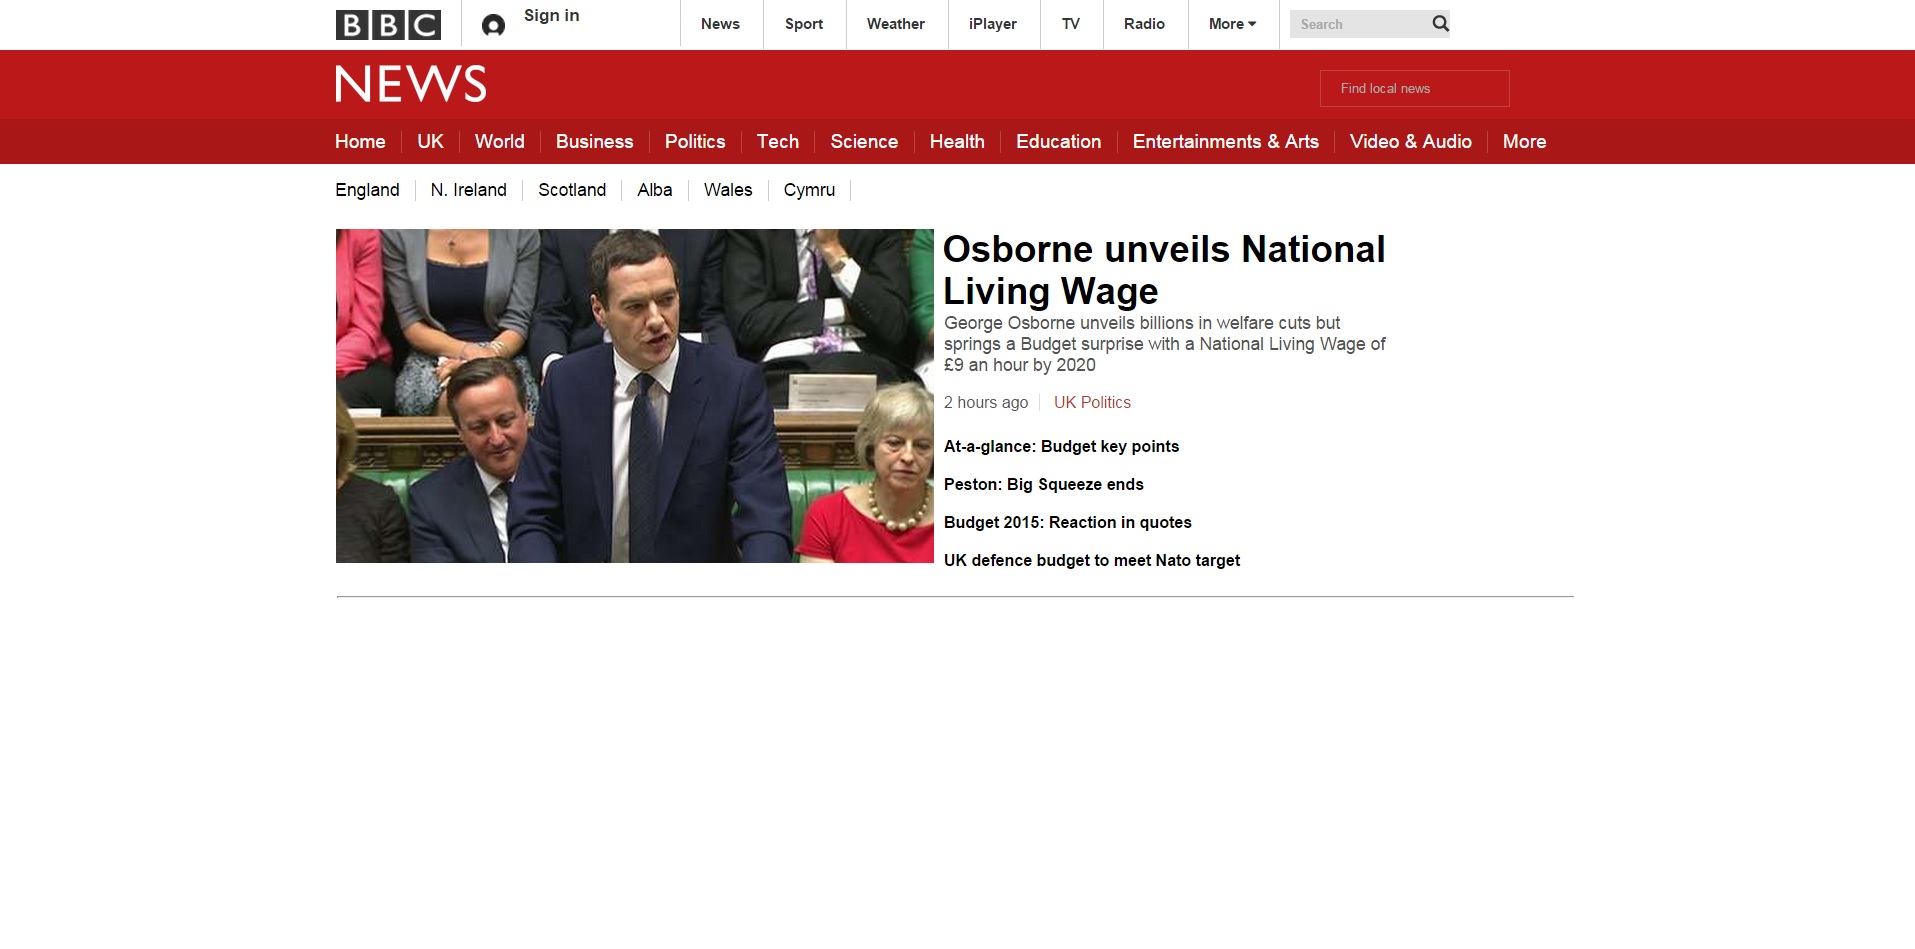 BBC
Sign in
News
Sport
Weather
iPlayer
TV
Radio
More
Search
NEWS
Find local news
Home
UK
World
Business
Politics
Tech
Science
Health
Education
Entertainments & Arts
Video & Audio
More
England
N. Ireland
Scotland
Alba
Wales
Cymru
Osborne unveils National
Living Wage
George Osborne unveils billions in welfare cuts but
springs a Budget surprise with a National Living Wage of
£9 an hour by 2020
2 hours ago
UK Politics
At-a-glance: Budget key points
Peston: Big Squeeze ends
Budget 2015: Reaction in quotes
UK defence budget to meet Nato target